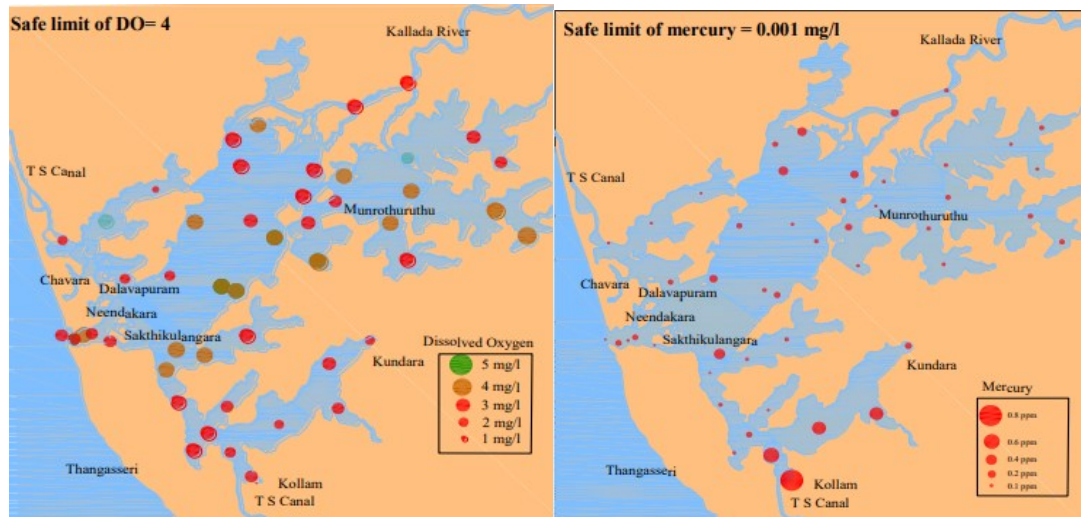 Safe limit of DO= 4
Kallada River
T S Canal
Munrothuruthu
Chavara
Dalavapuram
Neendakara
Sakthikulangara
Dissolved Oxygen
5 mg/l
4 mg/l
3 mg/l
2 mg/l
1 mg/l
Kundara
Thangasseri
Kollam
T S Canal
Safe limit of mercury = 0.001 mg/l
Kallada River
T S Canal
Munrothuruthu
Chavara
Dalavapuram
Neendakara
Sakthikulangara
Kundara
Mercury
0.8 ppm
0.6 ppm
0.4 ppm
0.2 ppm
0.1 ppm
Thangasseri
Kollam
T S Canal